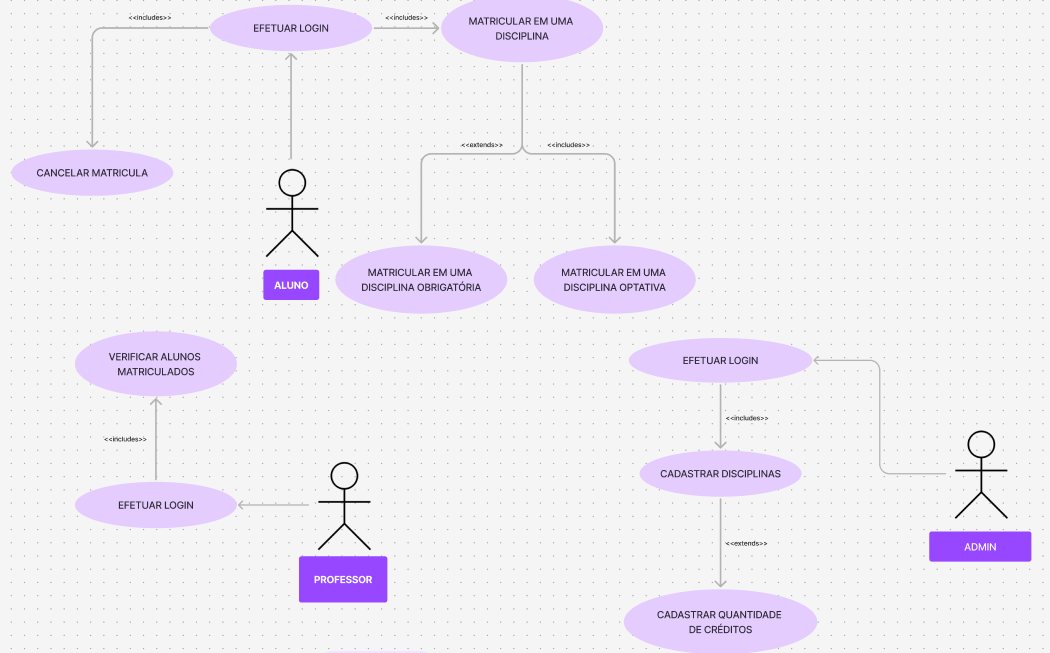 <<includes>>
EFETUAR LOGIN
<<includes>>
MATRICULAR EM UMA
DISCIPLINA
<<extends>>
<<includes>>
CANCELAR MATRICULA
ALUNO
MATRICULAR EM UMA
DISCIPLINA OBRIGATÓRIA
MATRICULAR EM UMA
DISCIPLINA OPTATIVA
VERIFICAR ALUNOS
MATRICULADOS
<<includes>>
EFETUAR LOGIN
PROFESSOR
EFETUAR LOGIN
<<includes>>
CADASTRAR DISCIPLINAS
<<extends>>
ADMIN
CADASTRAR QUANTIDADE
DE CRÉDITOS